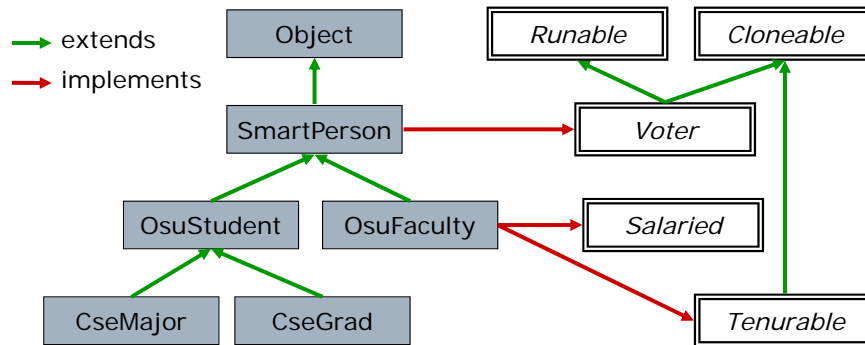 extends
implements
Object
Runable
Cloneable
SmartPerson
Voter
OsuStudent
OsuFaculty
Salaried
CseMajor
CseGrad
Tenurable